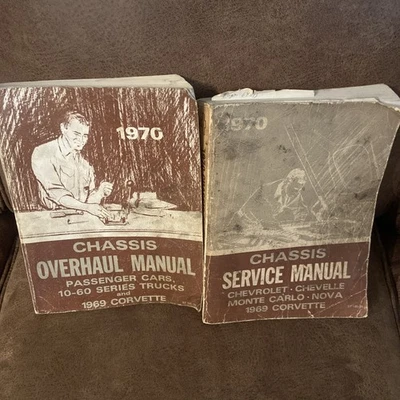 1970
CHASSIS
OVERHAUL MANUAL
PASSENGER CARS,
10-60 SERIES TRUCKS
and
1969 CORVETTE
1970
CHASSIS
SERVICE MANUAL
CHEVROLET • CHEVELLE
MONTE CARLO • NOVA
1969 CORVETTE